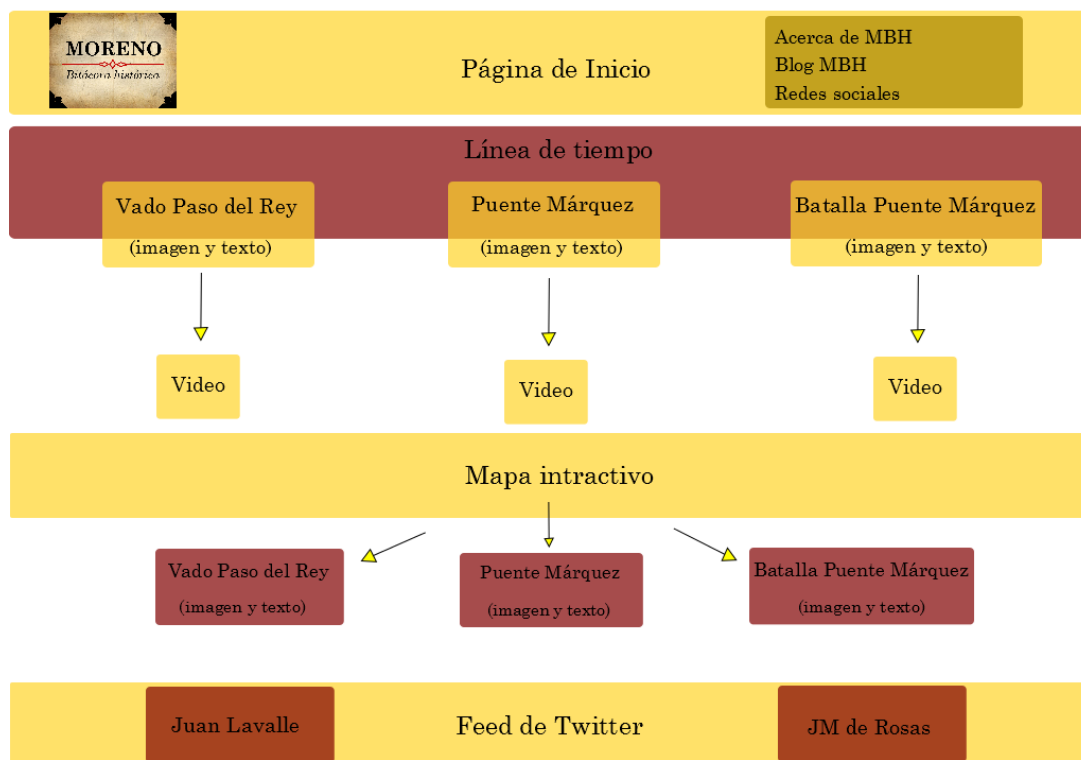 MORENO
Bitácora histórica
Página de Inicio
Acerca de MBH
Blog MBH
Redes sociales
Línea de tiempo
Vado Paso del Rey
(imagen y texto)
Puente Márquez
(imagen y texto)
Batalla Puente Márquez
(imagen y texto)
Video
Video
Video
Mapa intractivo
Vado Paso del Rey
(imagen y texto)
Puente Márquez
(imagen y texto)
Batalla Puente Márquez
(imagen y texto)
Juan Lavalle
Feed de Twitter
JM de Rosas